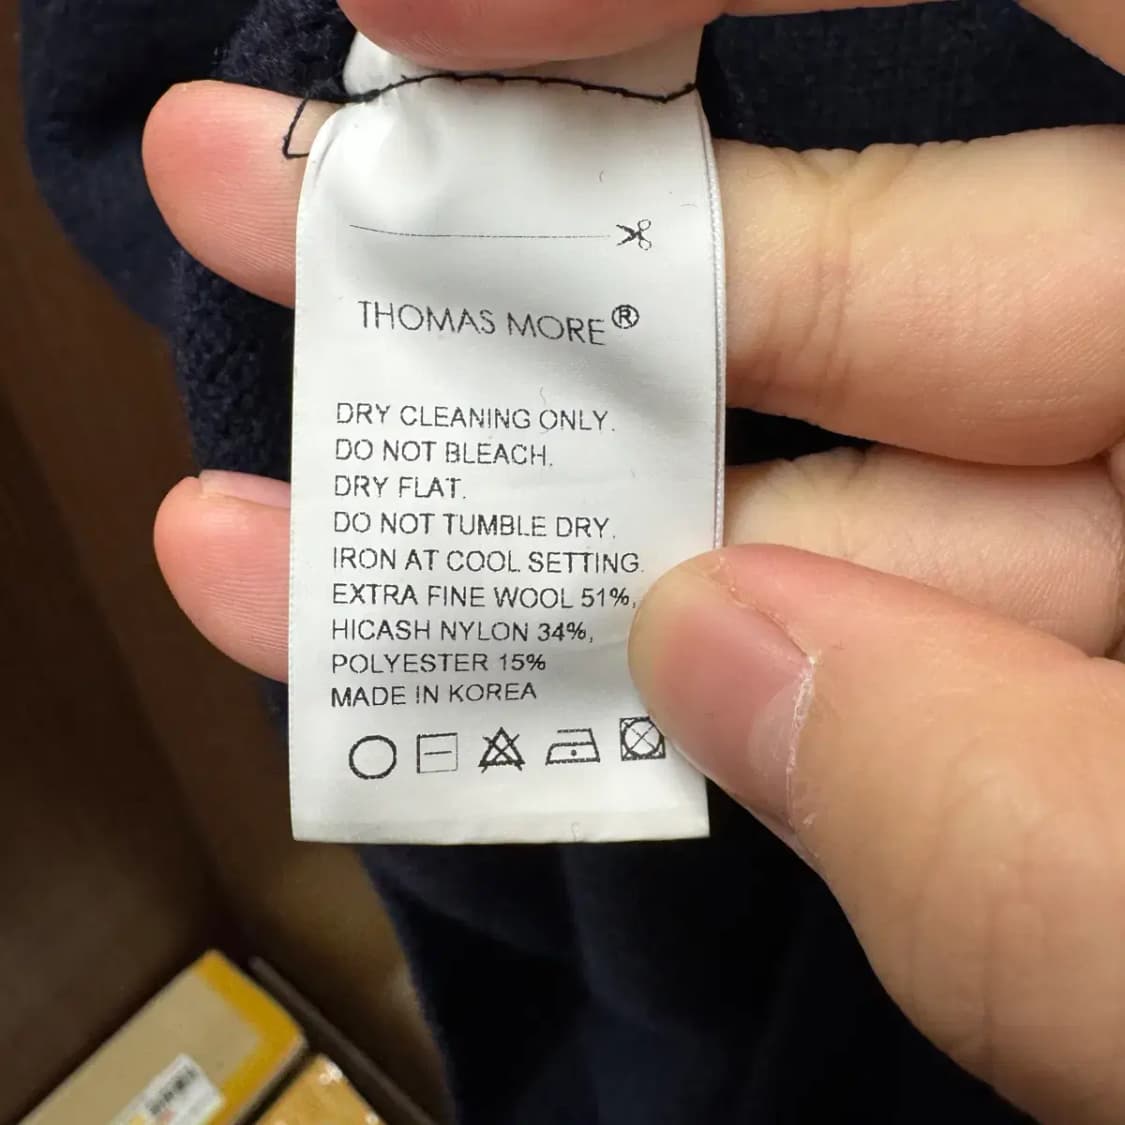 THOMAS MORE®
DRY CLEANING ONLY.
DO NOT BLEACH.
DRY FLAT.
DO NOT TUMBLE DRY.
IRON AT COOL SETTING.
EXTRA FINE WOOL 51%,
HICASH NYLON 34%,
POLYESTER 15%
MADE IN KOREA